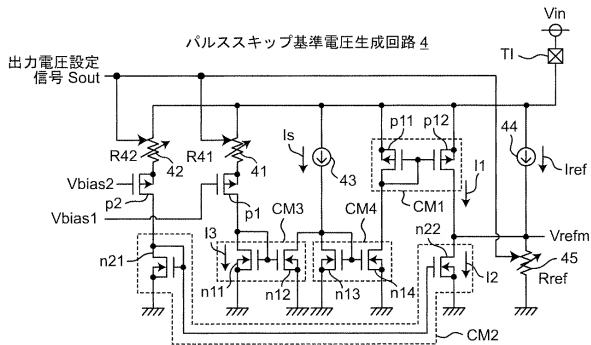 パルススキップ基準電圧生成回路 4
Vin
TI
出力電圧設定
信号 Sout
R42
42
R41
41
Is
43
p11
p12
44
Iref
Vbias2
p2
Vbias1
p1
CM1
I1
CM3
CM4
I3
n22
Vrefm
n21
n11
n12
n13
n14
I2
45
Rref
CM2